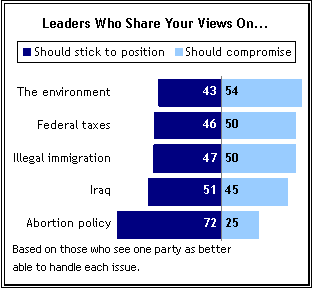 Leaders Who Share Your Views On...
Should stick to position Should compromise
The environment 43 54
Federal taxes 46 50
Illegal immigration 47 50
Iraq 51 45
Abortion policy 72 25
Based on those who see one party as better
able to handle each issue.